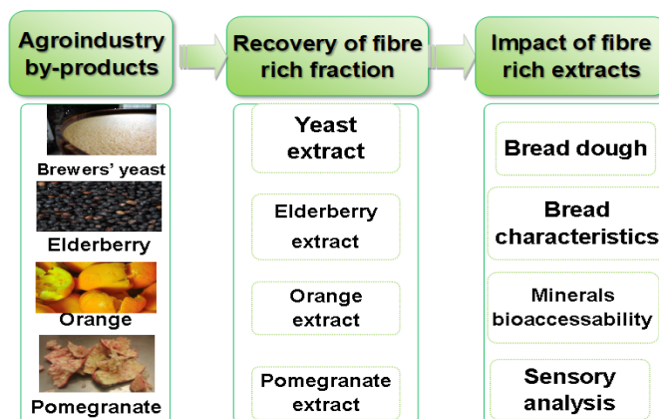 Agroindustry
by-products
Recovery of fibre
rich fraction
Impact of fibre
rich extracts
Brewers' yeast
Elderberry
Orange
Pomegranate
Yeast
extract
Elderberry
extract
Orange
extract
Pomegranate
extract
Bread dough
Bread
characteristics
Minerals
bioaccessability
Sensory
analysis